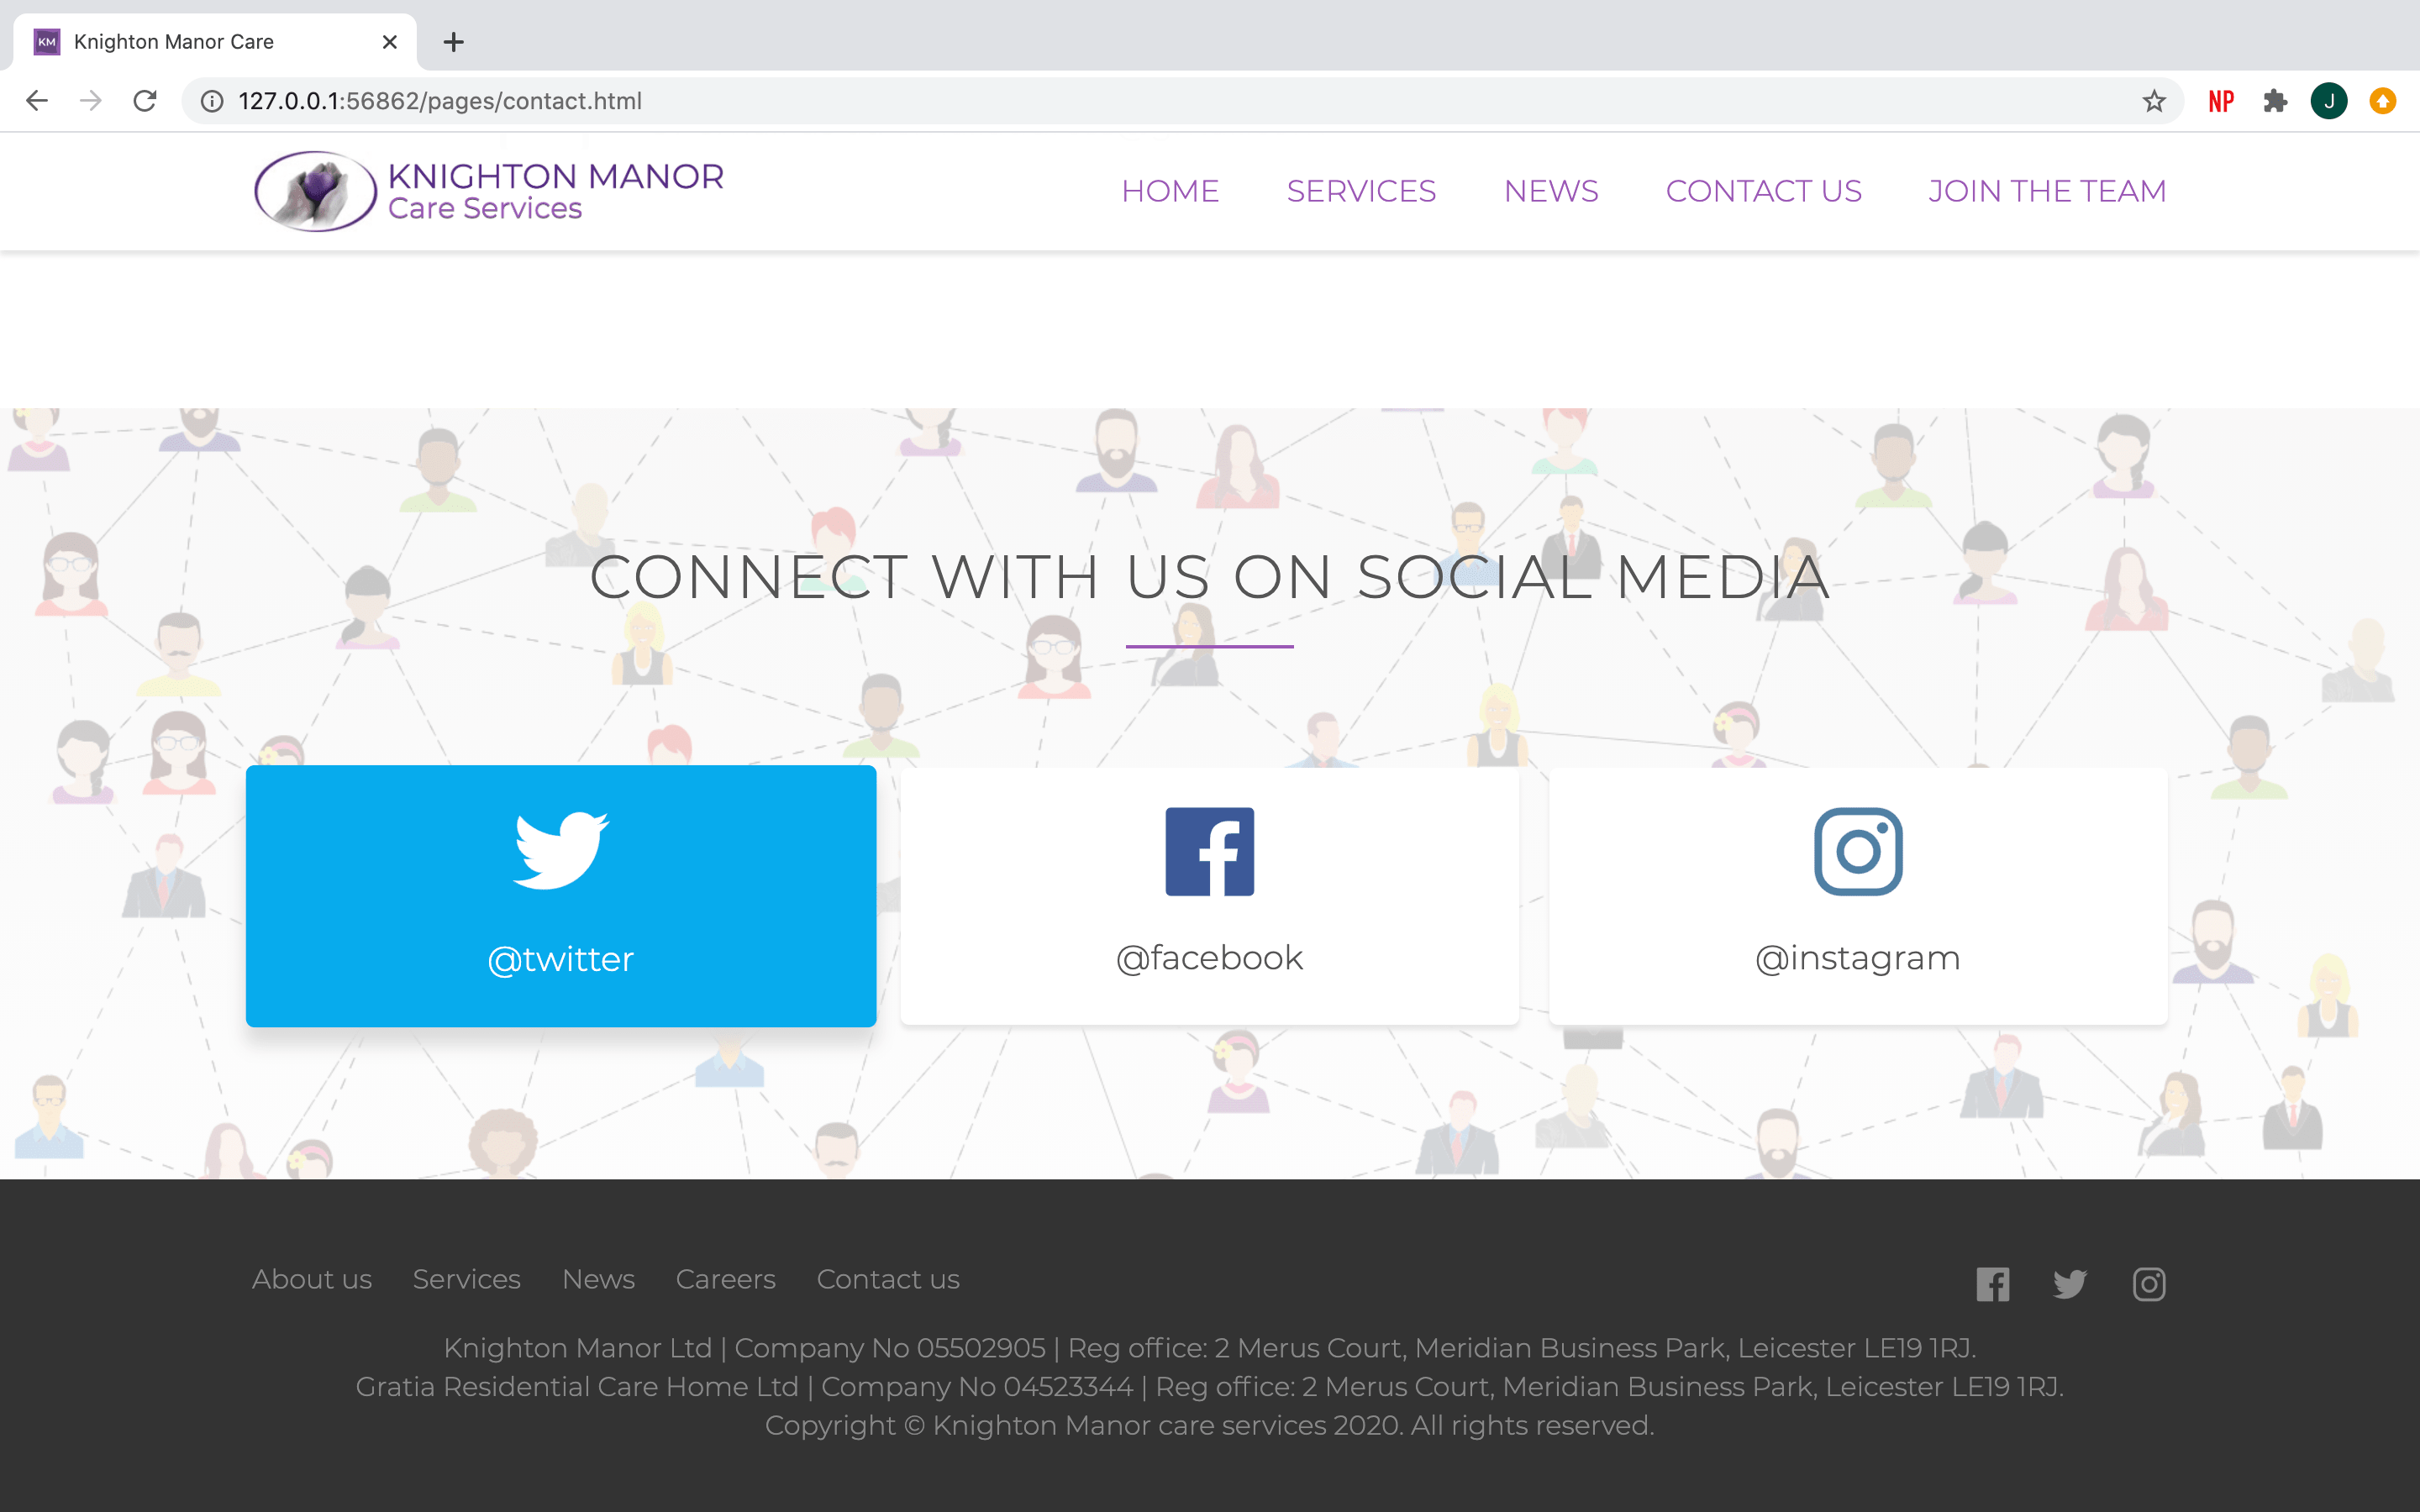 KM Knighton Manor Care
127.0.0.1:56862/pages/contact.html NP J
KNIGHTON MANOR
Care Services
HOME SERVICES NEWS CONTACT US JOIN THE TEAM
CONNECT WITH US ON SOCIAL MEDIA
@twitter @facebook @instagram
About us Services News Careers Contact us
Knighton Manor Ltd | Company No 05502905 | Reg office: 2 Merus Court, Meridian Business Park, Leicester LE19 1RJ.
Gratia Residential Care Home Ltd | Company No 04523344 | Reg office: 2 Merus Court, Meridian Business Park, Leicester LE19 1RJ.
Copyright © Knighton Manor care services 2020. All rights reserved.